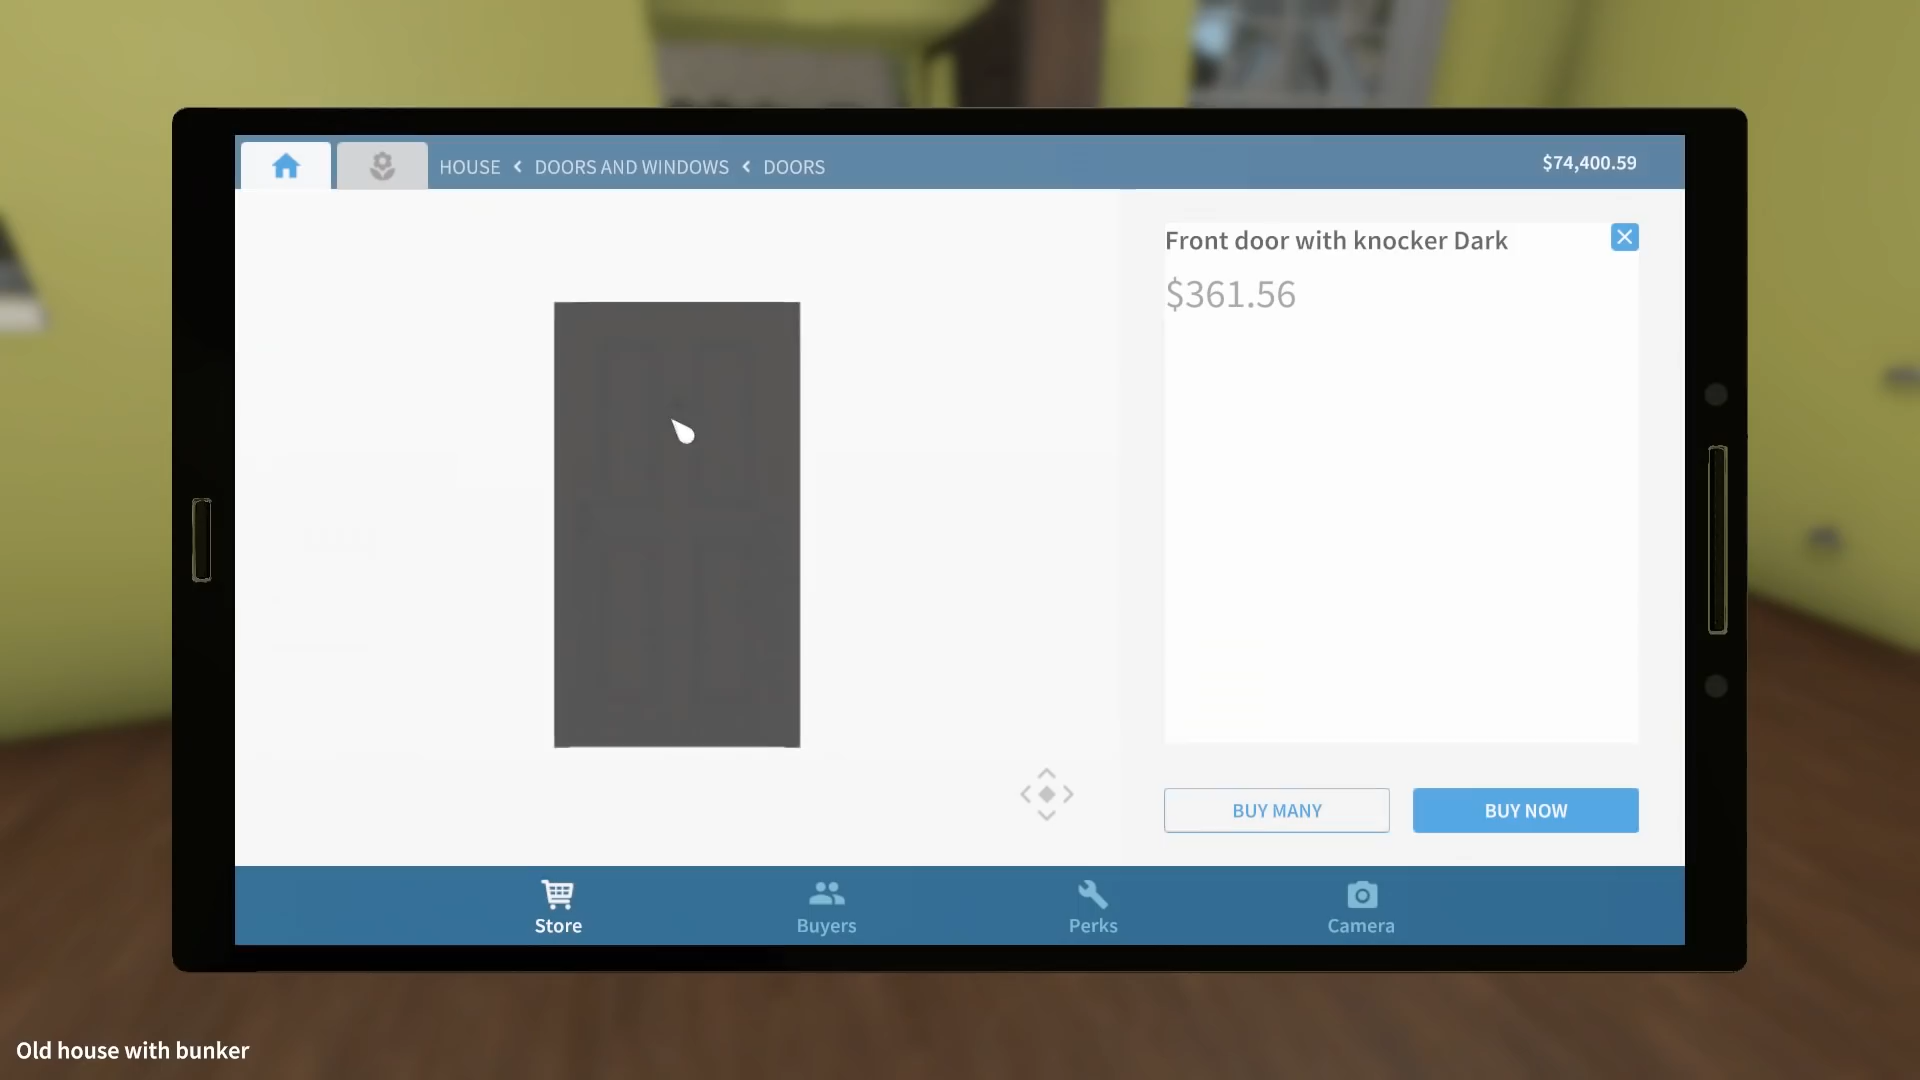 HOUSE < DOORS AND WINDOWS < DOORS
$74,400.59
Front door with knocker Dark
$361.56
BUY MANY
BUY NOW
Store
Buyers
Perks
Camera
Old house with bunker